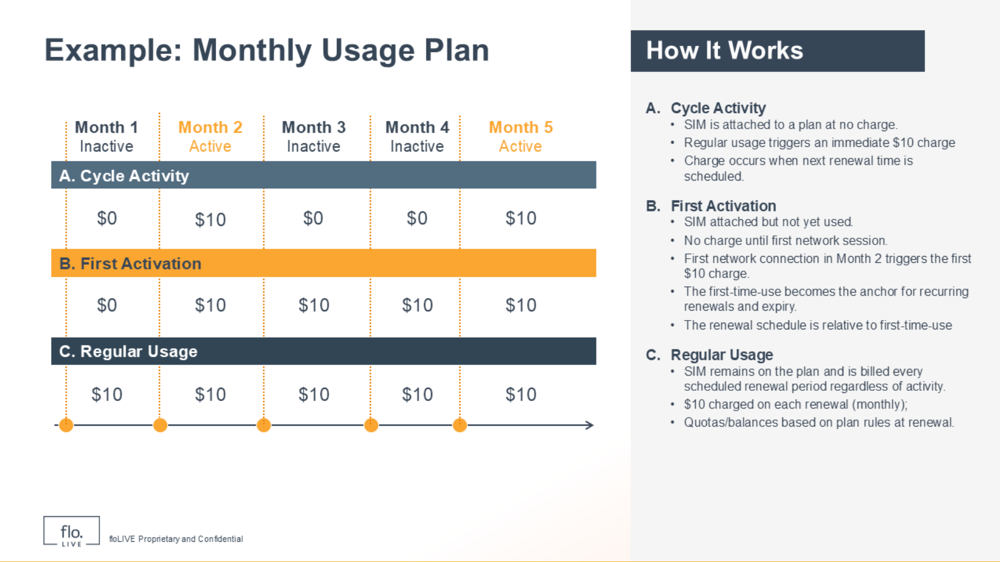 Example: Monthly Usage Plan
Month 1 Month 2 Month 3 Month 4 Month 5
Inactive Active Inactive Inactive Active
A. Cycle Activity
$0 $10 $0 $0 $10
B. First Activation
$0 $10 $10 $10 $10
C. Regular Usage
$10 $10 $10 $10 $10
How It Works
A. Cycle Activity
• SIM is attached to a plan at no charge.
• Regular usage triggers an immediate $10 charge
• Charge occurs when next renewal time is
scheduled.
B. First Activation
• SIM attached but not yet used.
• No charge until first network session.
• First network connection in Month 2 triggers the first
$10 charge.
• The first-time-use becomes the anchor for recurring
renewals and expiry.
• The renewal schedule is relative to first-time-use
C. Regular Usage
• SIM remains on the plan and is billed every
scheduled renewal period regardless of activity.
• $10 charged on each renewal (monthly);
• Quotas/balances based on plan rules at renewal.
flo.
LIVE
floLIVE Proprietary and Confidential